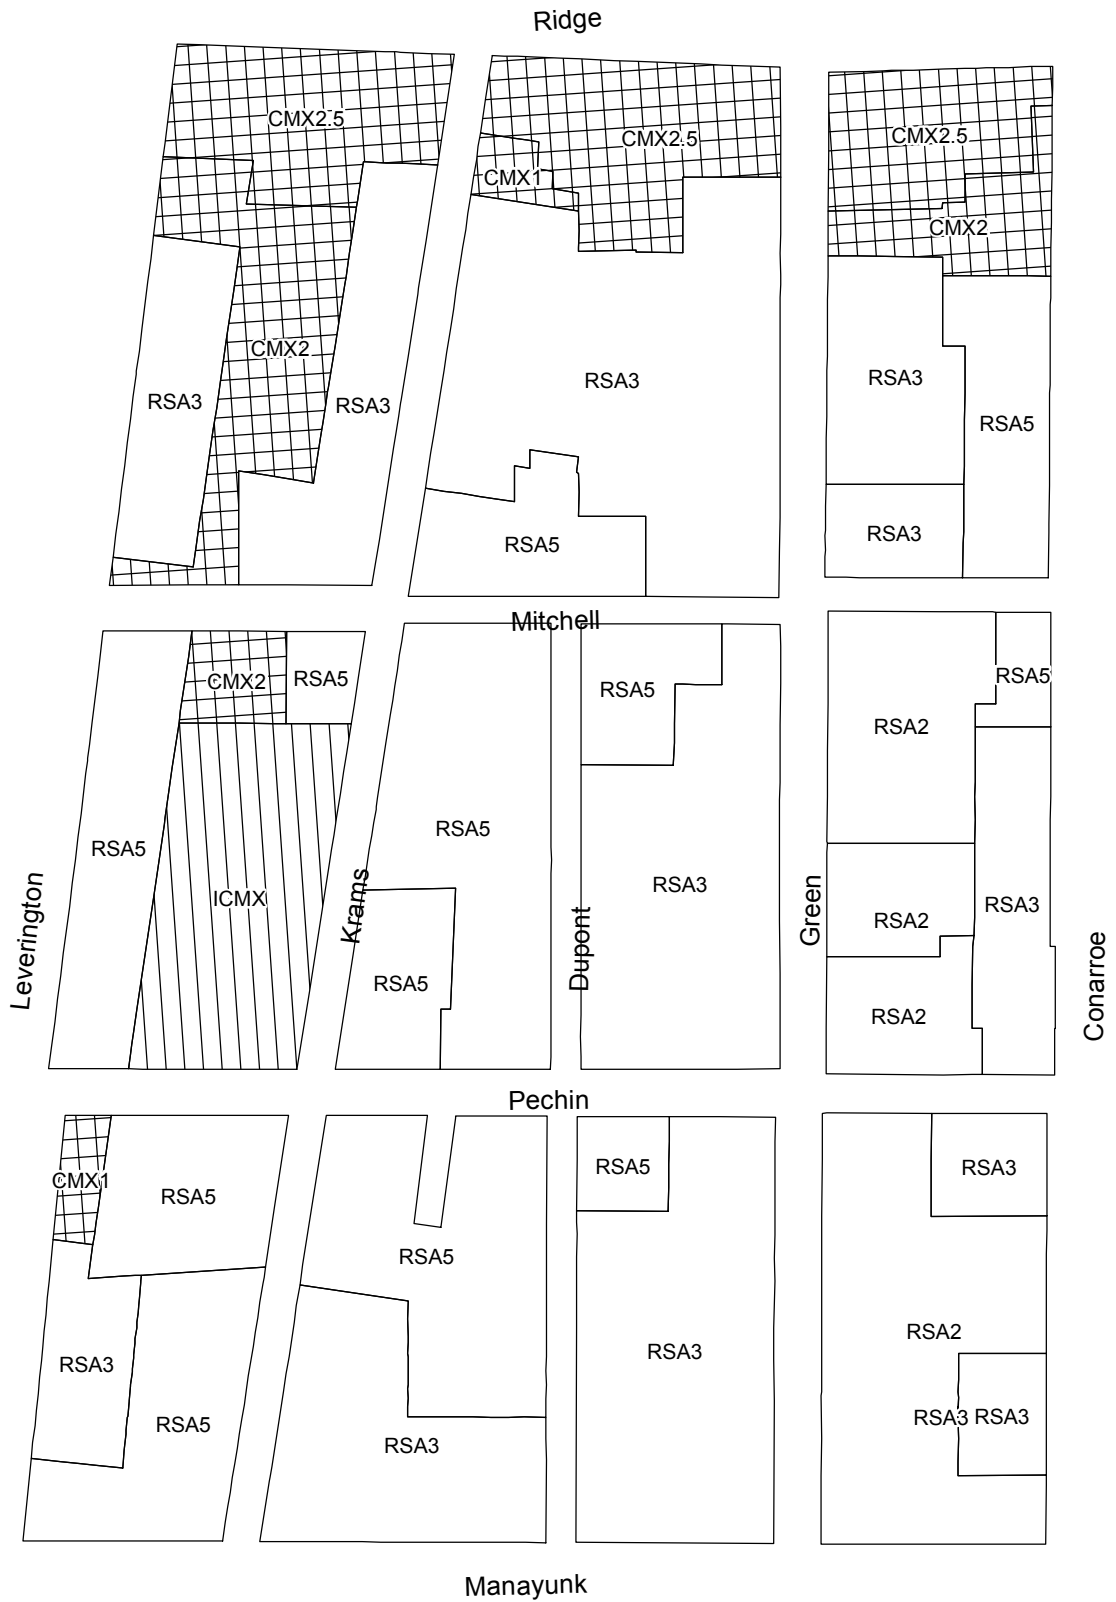 Ridge
CMX2.5
CMX2.5
CMX2.5
CMX1
CMX2
CMX2
RSA3
RSA3
RSA3
RSA3
RSA5
RSA3
RSA5
Mitchell
CMX2
RSA5
RSA5
RSA5
RSA2
RSA5
RSA5
RSA3
ICMX
RSA2
RSA3
RSA5
RSA2
Leverington
Krams
Dupont
Green
Conarroe
Pechin
CMX1
RSA5
RSA5
RSA5
RSA3
RSA3
RSA3
RSA2
RSA5
RSA3
RSA3 RSA3
Manayunk